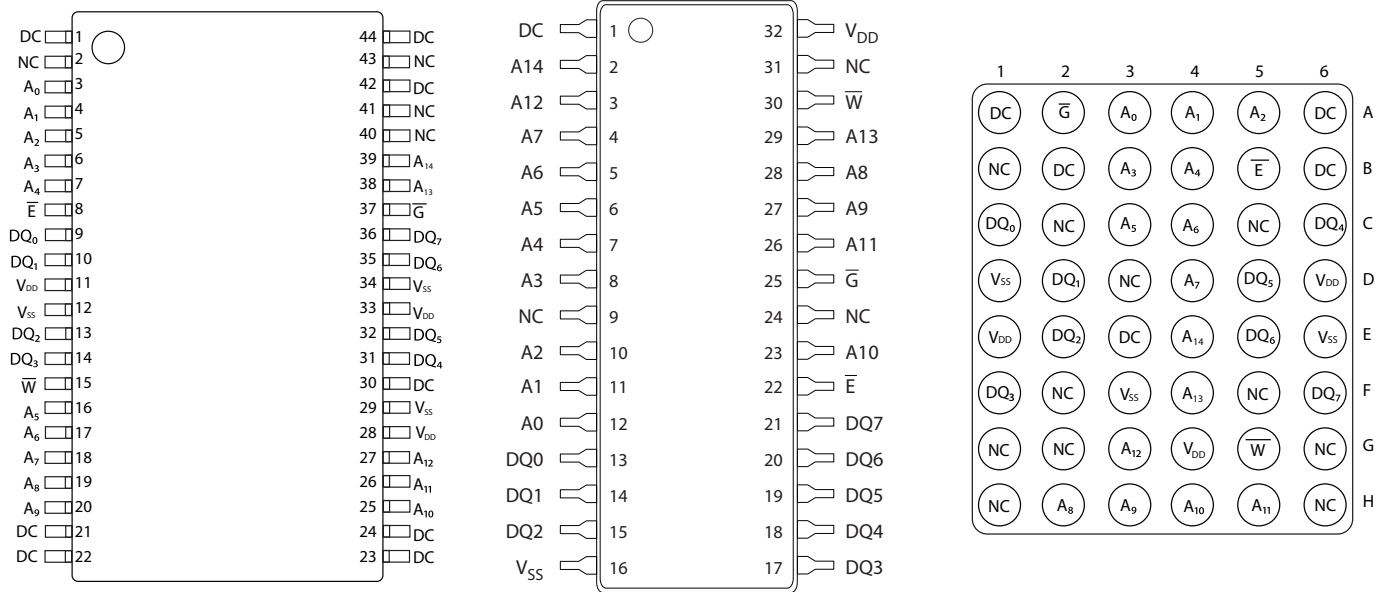 DC 1 44 DC
NC 2 43 NC
A₀ 3 42 DC
A₁ 4 41 NC
A₂ 5 40 NC
A₃ 6 39 A₁₄
A₄ 7 38 A₁₃
E̅ 8 37 G̅
DQ₀ 9 36 DQ₇
DQ₁ 10 35 DQ₆
VDD 11 34 VSS
VSS 12 33 VDD
DQ₂ 13 32 DQ₅
DQ₃ 14 31 DQ₄
W̅ 15 30 DC
A₅ 16 29 VSS
A₆ 17 28 VDD
A₇ 18 27 A₁₂
A₈ 19 26 A₁₁
A₉ 20 25 A₁₀
DC 21 24 DC
DC 22 23 DC
DC 1 32 VDD
A14 2 31 NC
A12 3 30 W̅
A7 4 29 A13
A6 5 28 A8
A5 6 27 A9
A4 7 26 A11
A3 8 25 G̅
NC 9 24 NC
A2 10 23 A10
A1 11 22 E̅
A0 12 21 DQ7
DQ0 13 20 DQ6
DQ1 14 19 DQ5
DQ2 15 18 DQ4
VSS 16 17 DQ3
1 2 3 4 5 6
DC G̅ A₀ A₁ A₂ DC A
NC DC A₃ A₄ E̅ DC B
DQ₀ NC A₅ A₆ NC DQ₄ C
VSS DQ₁ NC A₇ DQ₅ VDD D
VDD DQ₂ DC A₁₄ DQ₆ VSS E
DQ₃ NC VSS A₁₃ NC DQ₇ F
NC NC A₁₂ VDD W̅ NC G
NC A₈ A₉ A₁₀ A₁₁ NC H